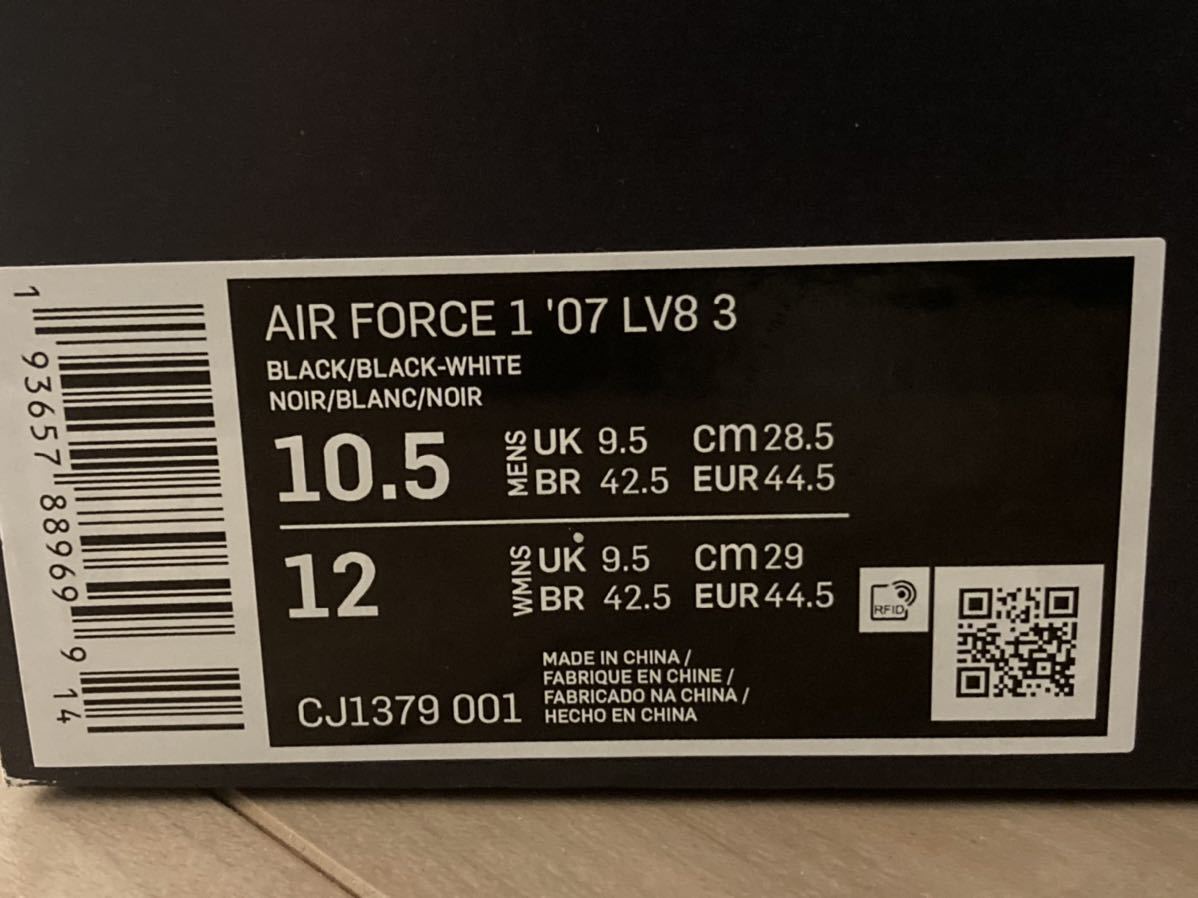 AIR FORCE 1 '07 LV8 3
BLACK/BLACK-WHITE
NOIR/BLANC/NOIR
10.5 MENS UK 9.5 cm 28.5
BR 42.5 EUR 44.5
12 WMNS UK 9.5 cm 29
BR 42.5 EUR 44.5
RFID
CJ1379 001
MADE IN CHINA /
FABRIQUE EN CHINE /
FABRICADO NA CHINA /
HECHO EN CHINA
1 93657 88969 9 14